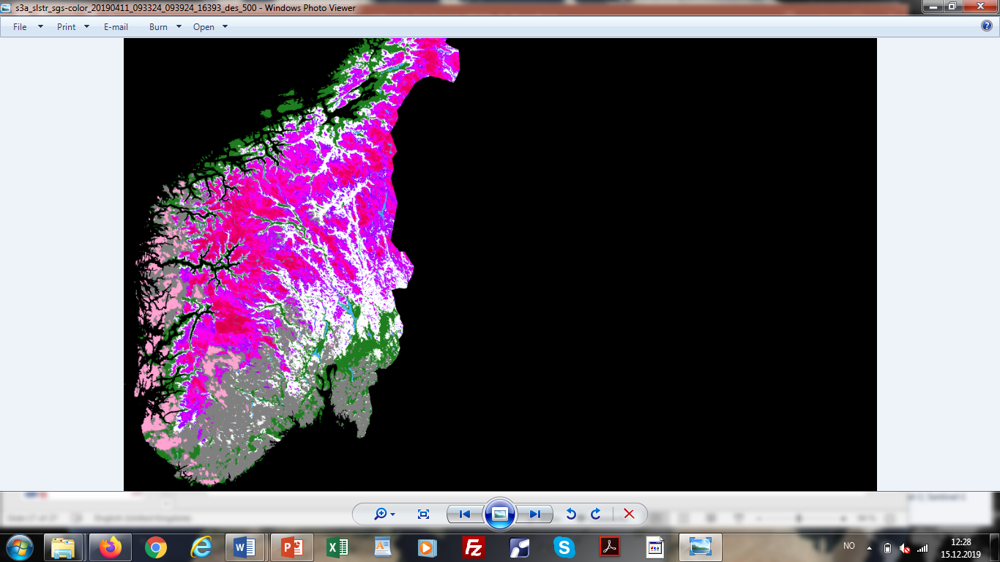 s3a_slstr_sgs-color_20190411_093324_093924_16393_des_500 - Windows Photo Viewer
File Print E-mail Burn Open
NO
12:28
15.12.2019